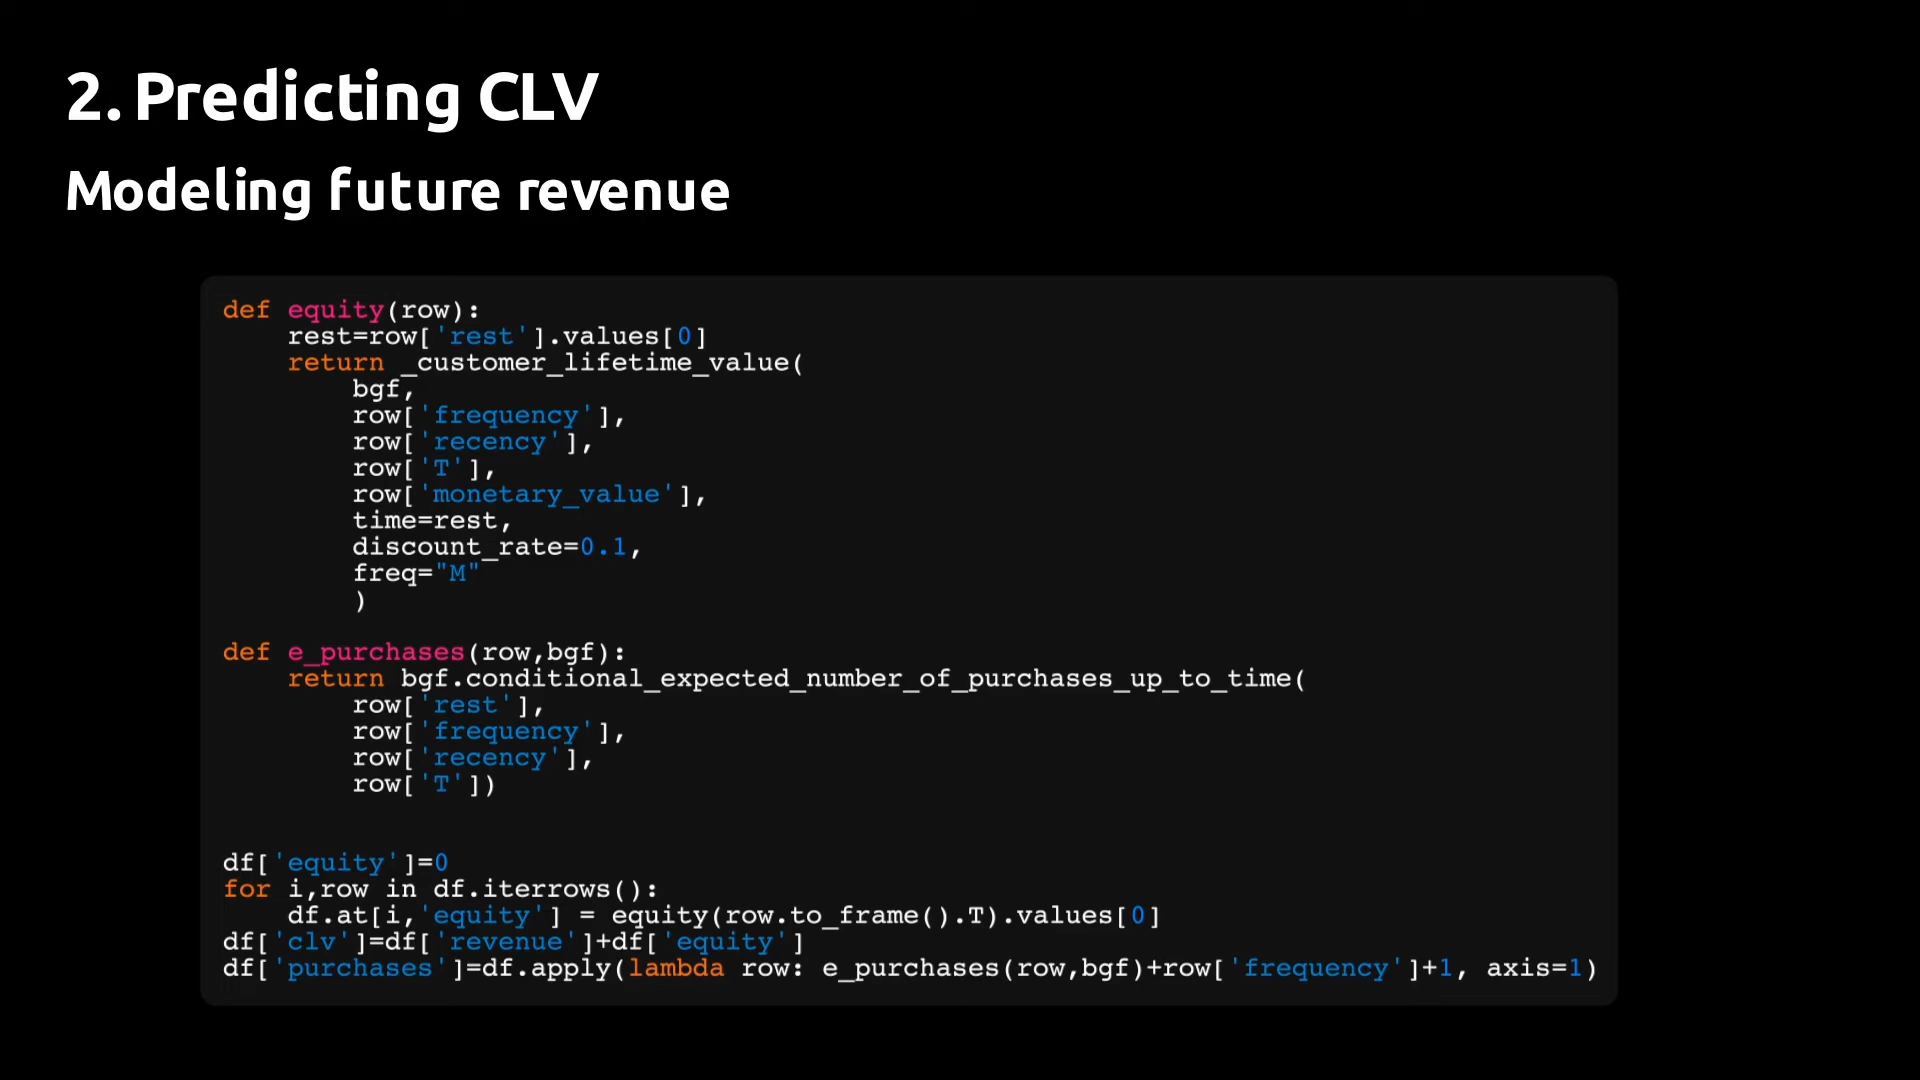 2. Predicting CLV
Modeling future revenue
def equity(row):
    rest=row['rest'].values[0]
    return _customer_lifetime_value(
        bgf,
        row['frequency'],
        row['recency'],
        row['T'],
        row['monetary_value'],
        time=rest,
        discount_rate=0.1,
        freq="M"
        )
def e_purchases(row,bgf):
    return bgf.conditional_expected_number_of_purchases_up_to_time(
        row['rest'],
        row['frequency'],
        row['recency'],
        row['T'])
df['equity']=0
for i,row in df.iterrows():
    df.at[i,'equity'] = equity(row.to_frame().T).values[0]
df['clv']=df['revenue']+df['equity']
df['purchases']=df.apply(lambda row: e_purchases(row,bgf)+row['frequency']+1, axis=1)